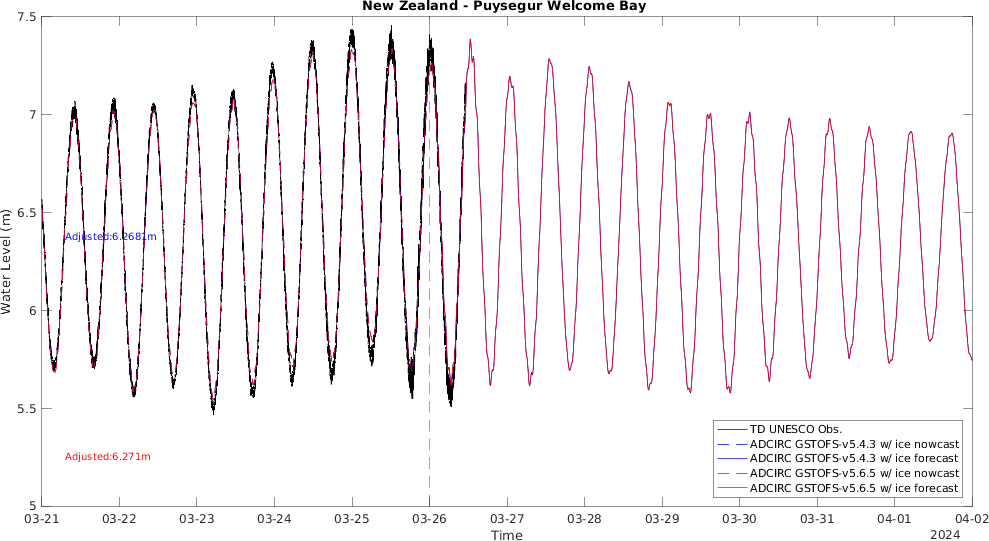 New Zealand - Puysegur Welcome Bay
7.5
7
6.5
6
5.5
5
Water Level (m)
Adjusted:6.2681m
Adjusted:6.271m
TD UNESCO Obs.
ADCIRC GSTOFS-v5.4.3 w/ ice nowcast
ADCIRC GSTOFS-v5.4.3 w/ ice forecast
ADCIRC GSTOFS-v5.6.5 w/ ice nowcast
ADCIRC GSTOFS-v5.6.5 w/ ice forecast
03-21 03-22 03-23 03-24 03-25 03-26 03-27 03-28 03-29 03-30 03-31 04-01 04-02
Time
2024